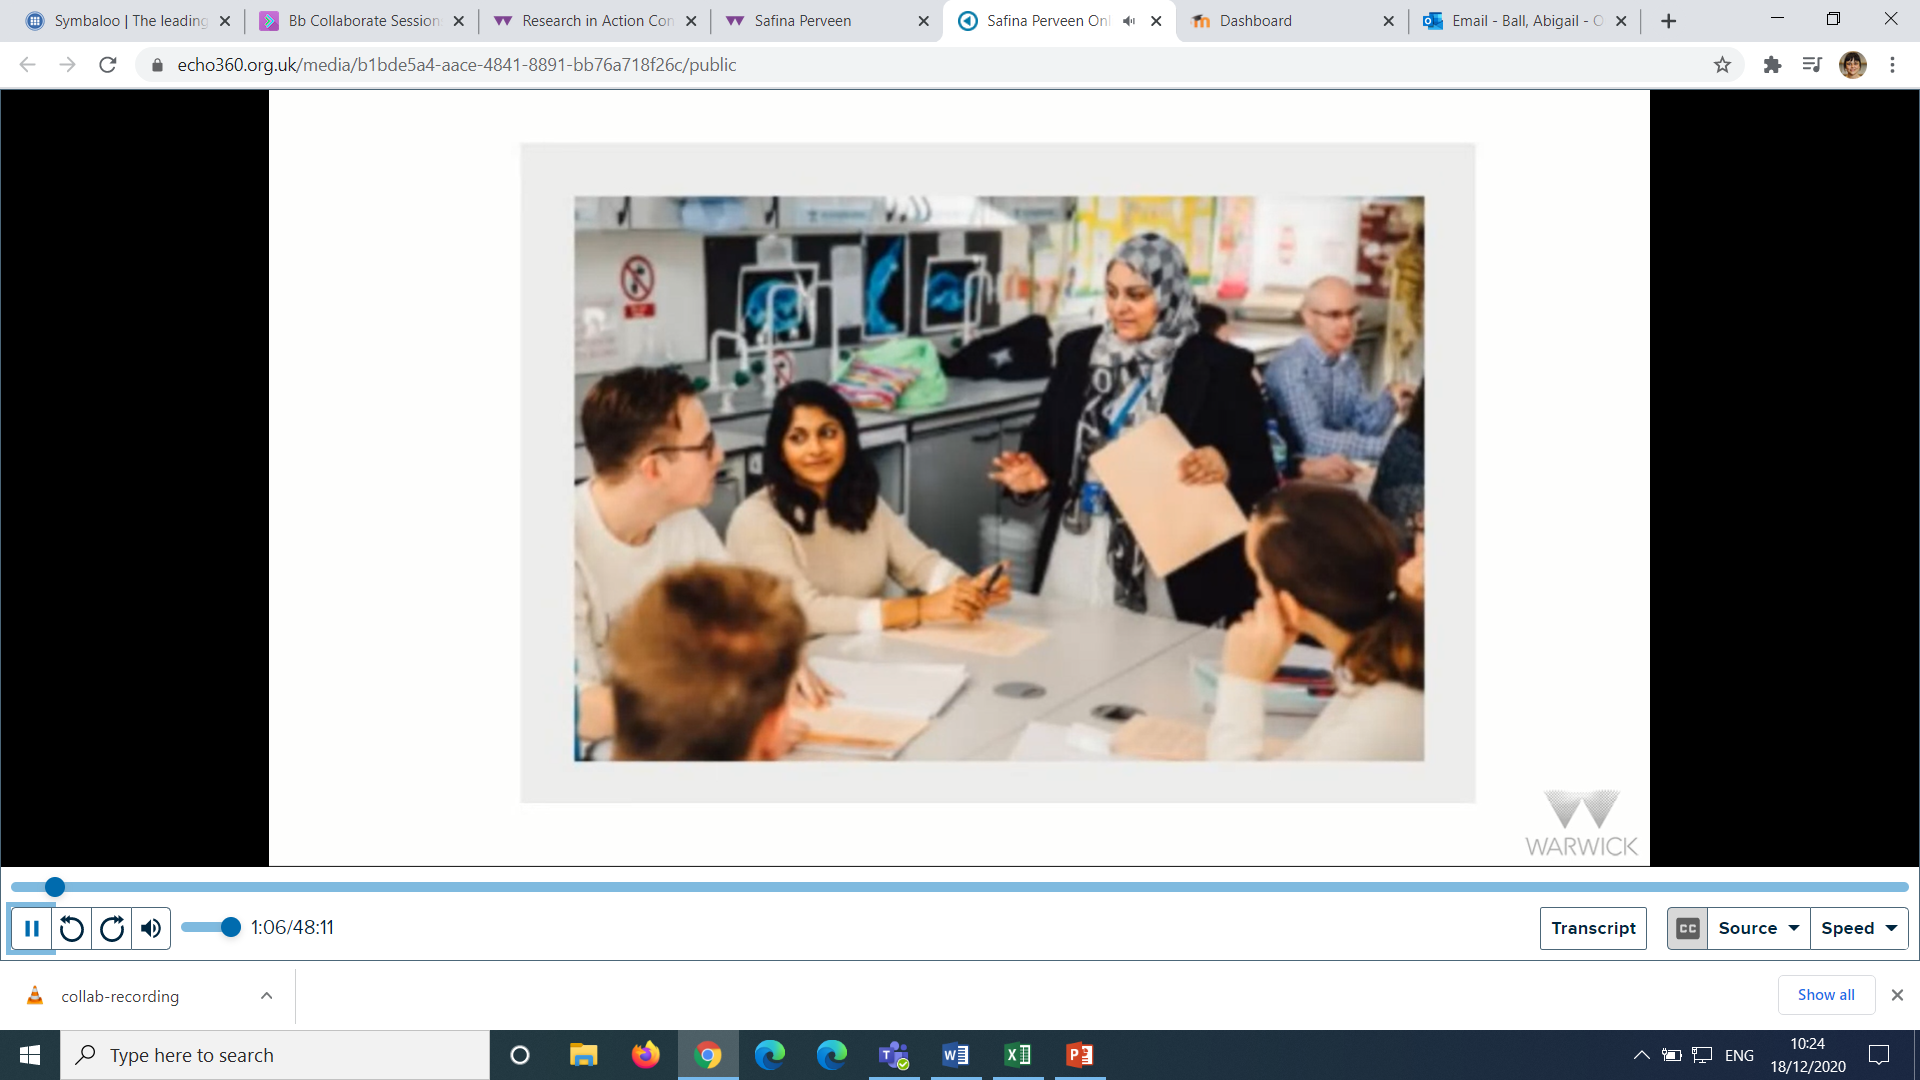 Symbaloo | The leading
Bb Collaborate Session
Research in Action Con
Safina Perveen
Safina Perveen Onl
Dashboard
Email - Ball, Abigail - O
echo360.org.uk/media/b1bde5a4-aace-4841-8891-bb76a718f26c/public
WARWICK
1:06/48:11
Transcript
CC
Source
Speed
collab-recording
Show all
Type here to search
ENG
10:24
18/12/2020